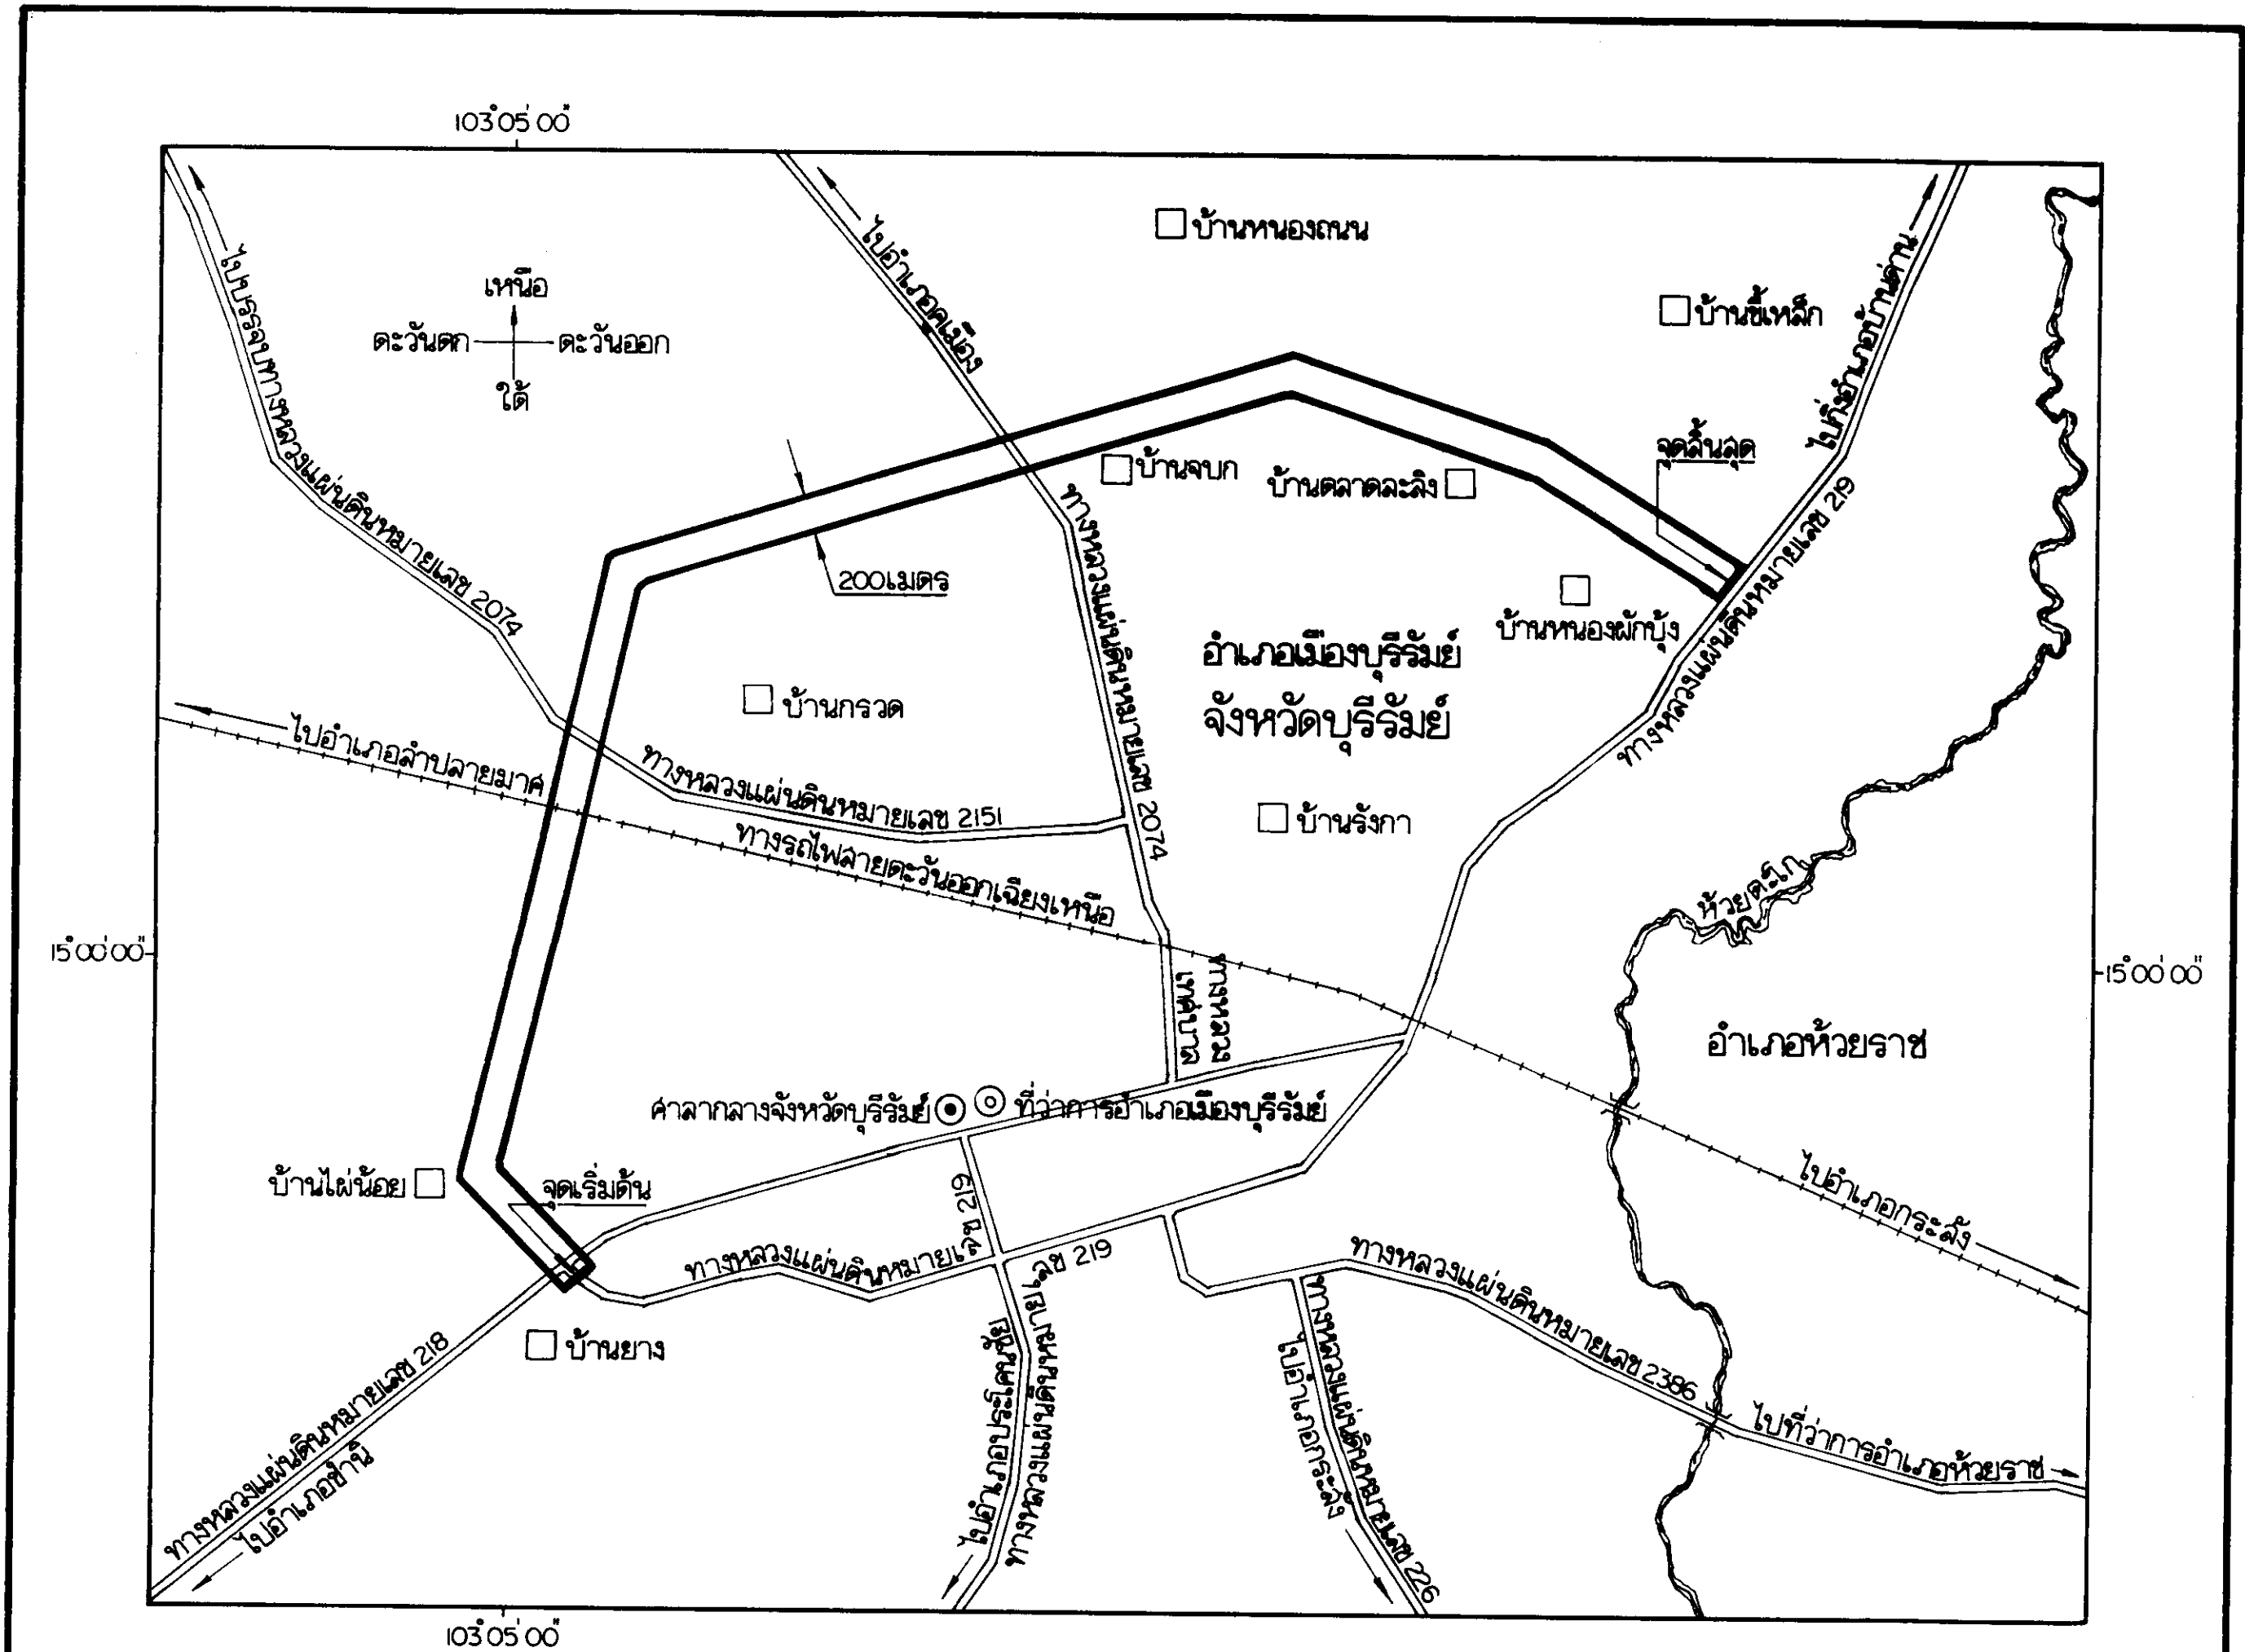 103°05'00"
ไปบรรจบทางหลวงแผ่นดินหมายเลข 2074
เหนือ
ตะวันตก
ตะวันออก
ใต้
ไปอำเภอคูเมือง
บ้านหนองถนน
บ้านขี้เหล็ก
ไปกิ่งอำเภอบ้านด่าน
จุดสิ้นสุด
บ้านจบก
บ้านตลาดละลิง
200 เมตร
ทางหลวงแผ่นดินหมายเลข 2074
ทางหลวงแผ่นดินหมายเลข 219
บ้านหนองผักบุ้ง
อำเภอเมืองบุรีรัมย์
จังหวัดบุรีรัมย์
บ้านกรวด
ไปอำเภอลำปลายมาศ
ทางหลวงแผ่นดินหมายเลข 2151
ทางรถไฟสายตะวันออกเฉียงเหนือ
บ้านรังกา
ห้วยตะโก
15°00'00"
15°00'00"
ทางหลวง
เทศบาล
อำเภอห้วยราช
ศาลากลางจังหวัดบุรีรัมย์
ที่ว่าการอำเภอเมืองบุรีรัมย์
บ้านไผ่น้อย
จุดเริ่มต้น
ไปอำเภอกระสัง
ทางหลวงแผ่นดินหมายเลข 219
ลข 219
ทางหลวงแผ่นดินหมายเ
ทางหลวงแผ่นดินหมายเลข 2386
บ้านยาง
ทางหลวงแผ่นดินหมายเลข 218
ไปอำเภอชำนิ
ไปอำเภอประโคนชัย
ทางหลวงแผ่นดินหมายเลข 226
ไปอำเภอกระสัง
ไปที่ว่าการอำเภอห้วยราช
103°05'00"